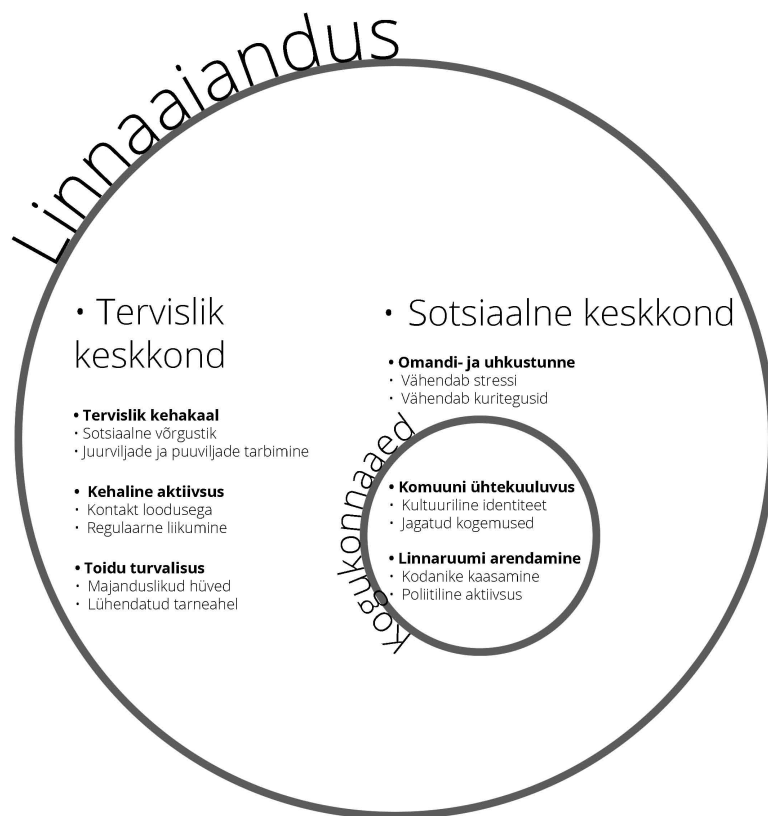 Linnaaiandus
• Tervislik
keskkond
• Tervislik kehakaal
• Sotsiaalne võrgustik
• Juurviljade ja puuviljade tarbimine
• Kehaline aktiivsus
• Kontakt loodusega
• Regulaarne liikumine
• Toidu turvalisus
• Majanduslikud hüved
• Lühendatud tarneahel
• Sotsiaalne keskkond
• Omandi- ja uhkustunne
• Vähendab stressi
• Vähendab kuritegusid
Kogukonnaaed
• Komuuni ühtekuuluvus
• Kultuuriline identiteet
• Jagatud kogemused
• Linnaruumi arendamine
• Kodanike kaasamine
• Poliitiline aktiivsus